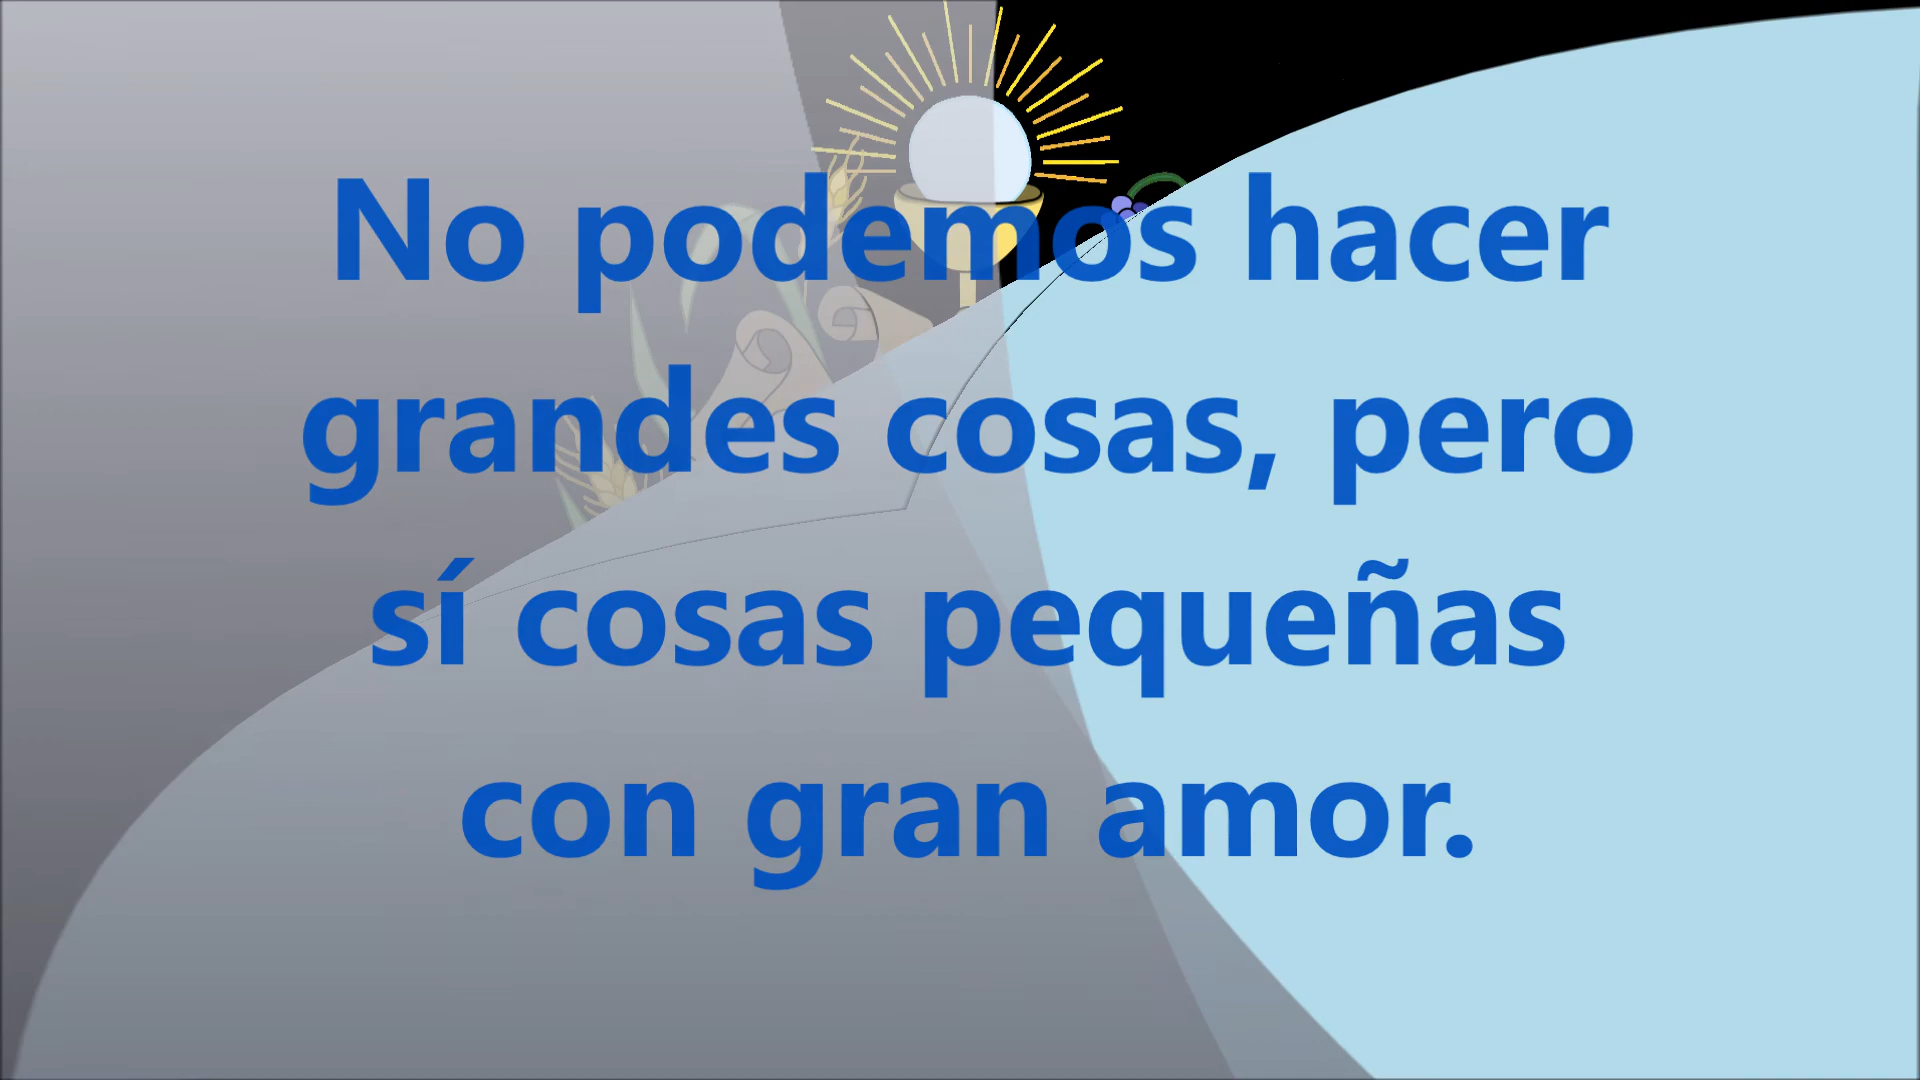 No podemos hacer
grandes cosas, pero
sí cosas pequeñas
con gran amor.